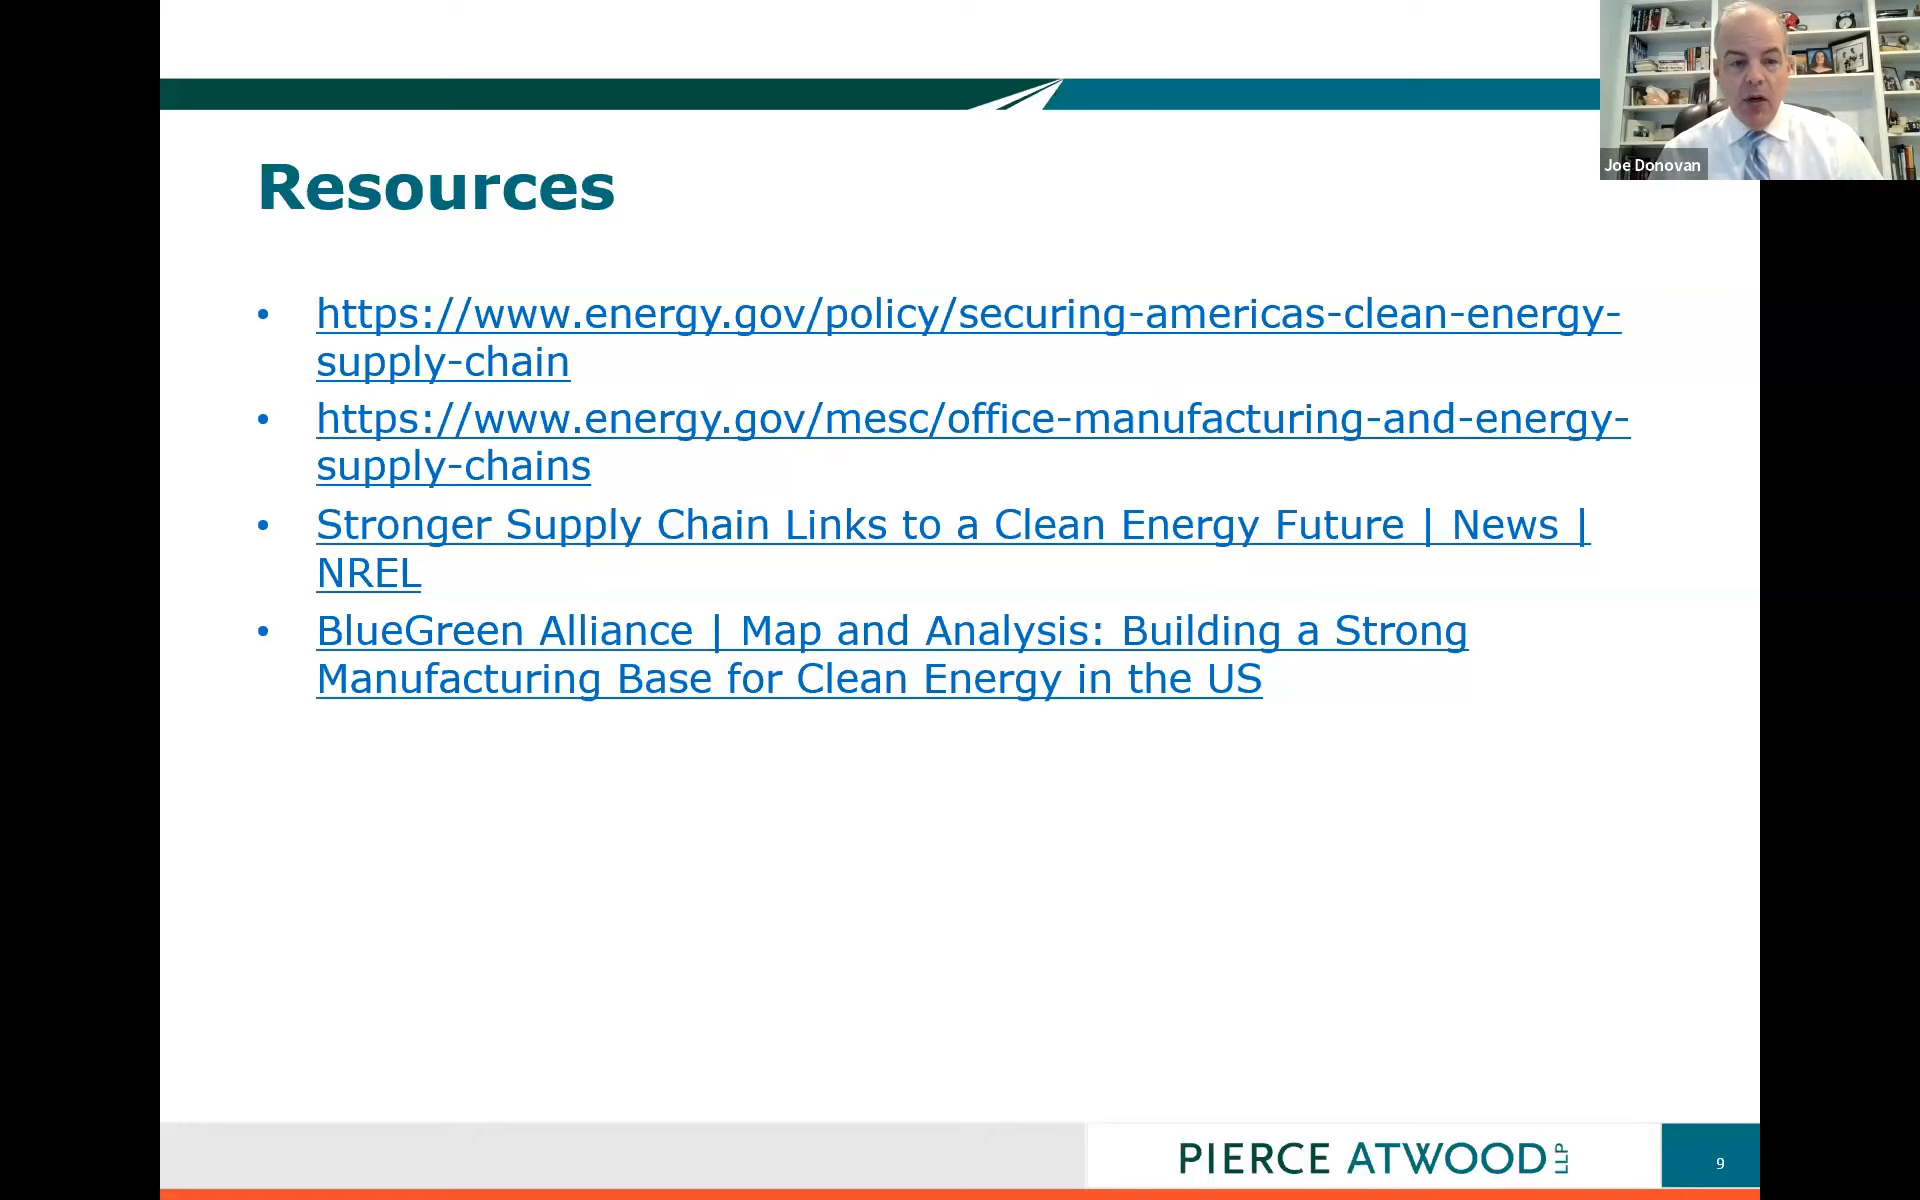 Joe Donovan
Resources
• https://www.energy.gov/policy/securing-americas-clean-energy-
supply-chain
• https://www.energy.gov/mesc/office-manufacturing-and-energy-
supply-chains
• Stronger Supply Chain Links to a Clean Energy Future | News |
NREL
• BlueGreen Alliance | Map and Analysis: Building a Strong
Manufacturing Base for Clean Energy in the US
PIERCE ATWOOD LLP
9